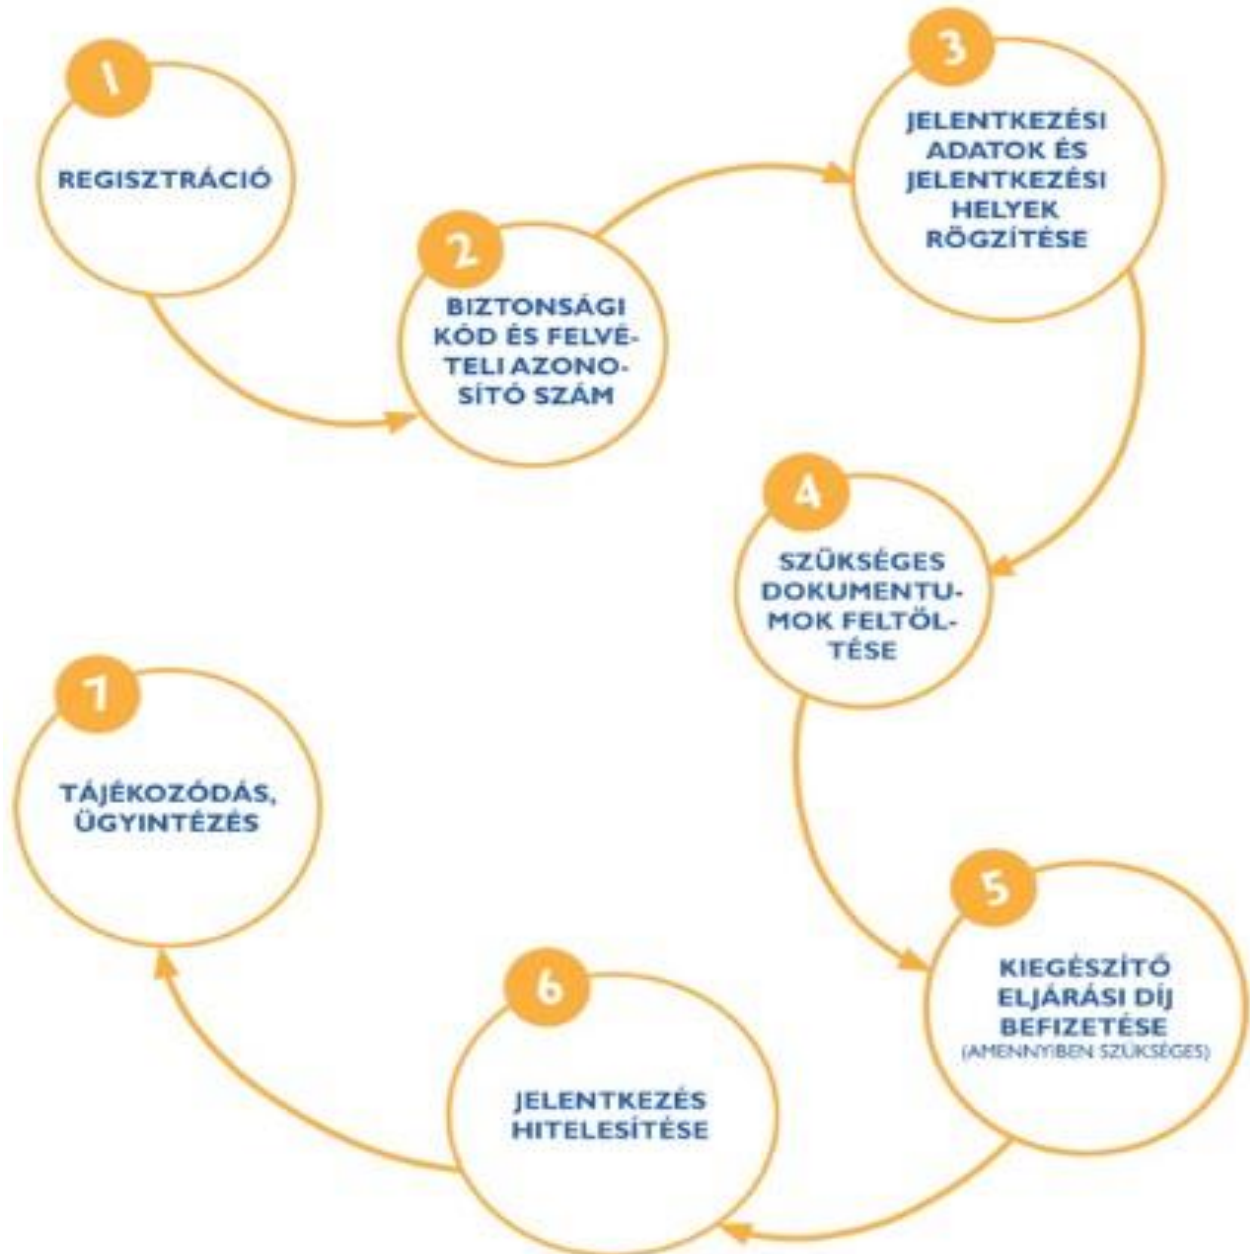 1
REGISZTRÁCIÓ
2
BIZTONSÁGI
KÓD ÉS FELVÉ-
TELI AZONO-
SÍTÓ SZÁM
3
JELENTKEZÉSI
ADATOK ÉS
JELENTKEZÉSI
HELYEK
RÖGZÍTÉSE
4
SZÜKSÉGES
DOKUMENTU-
MOK FELTÖL-
TÉSE
5
KIEGÉSZÍTŐ
ELJÁRÁSI DÍJ
BEFIZETÉSE
(AMENNYIBEN SZÜKSÉGES)
6
JELENTKEZÉS
HITELESÍTÉSE
7
TÁJÉKOZÓDÁS,
ÜGYINTÉZÉS